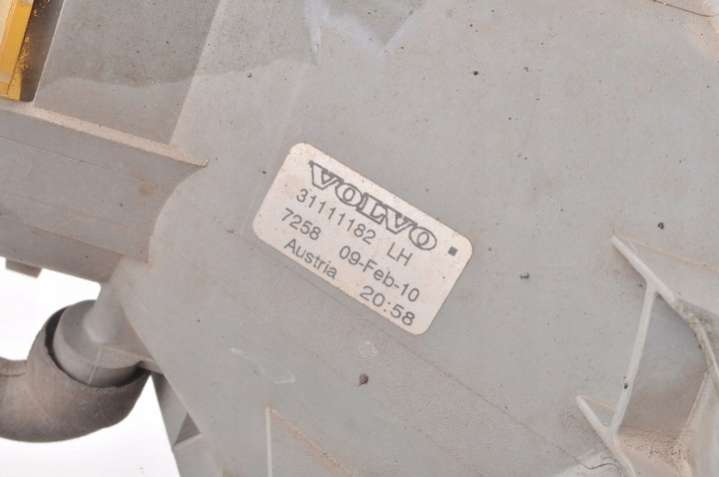 VOLVO
31111182 LH
7258 09-Feb-10
Austria 20:58